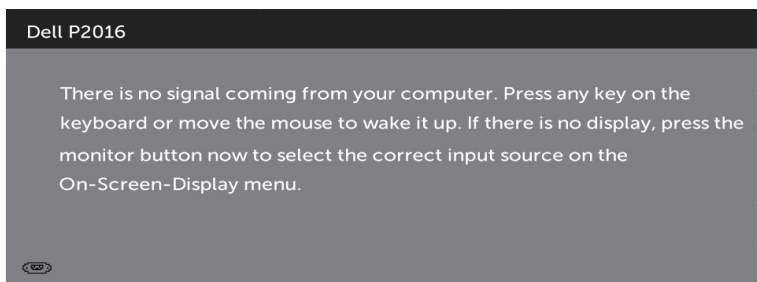 Dell P2016
There is no signal coming from your computer. Press any key on the
keyboard or move the mouse to wake it up. If there is no display, press the
monitor button now to select the correct input source on the
On-Screen-Display menu.